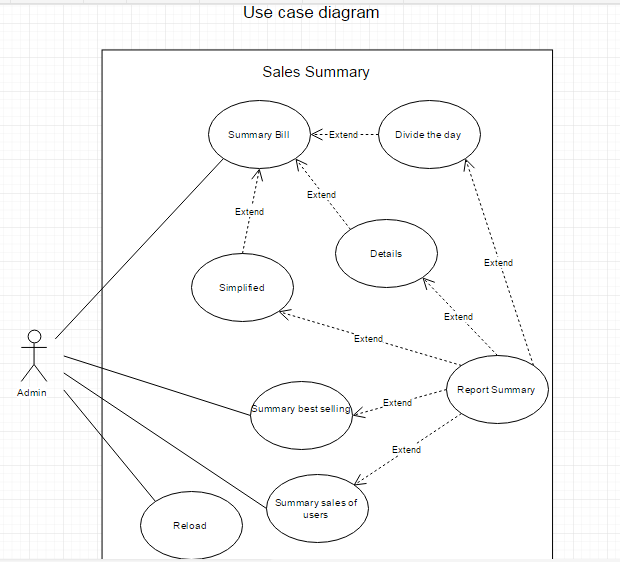 Use case diagram
Sales Summary
Summary Bill
Extend
Divide the day
Extend
Extend
Details
Extend
Simplified
Extend
Extend
Report Summary
Admin
Summary best selling
Extend
Extend
Summary sales of
users
Reload